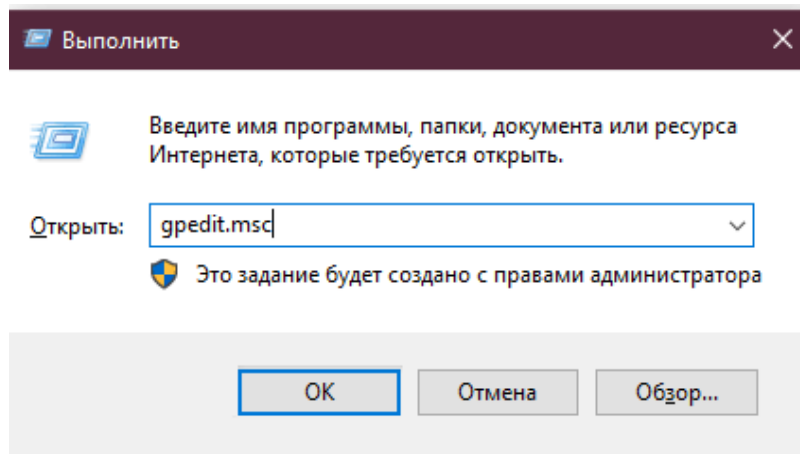 Выполнить
Введите имя программы, папки, документа или ресурса
Интернета, которые требуется открыть.
Открыть: gpedit.msc
Это задание будет создано с правами администратора
ОК Отмена Обзор...